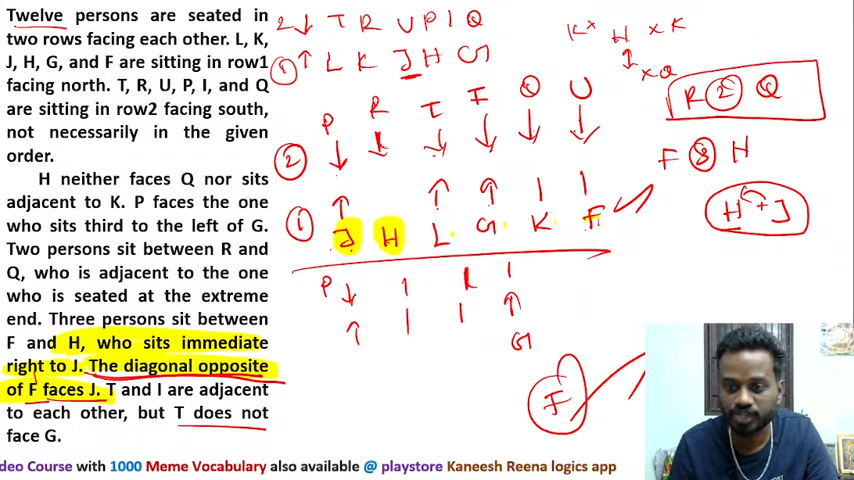 Twelve persons are seated in
two rows facing each other. L, K,
J, H, G, and F are sitting in row1
facing north. T, R, U, P, I, and Q
are sitting in row2 facing south,
not necessarily in the given
order.
H neither faces Q nor sits
adjacent to K. P faces the one
who sits third to the left of G.
Two persons sit between R and
Q, who is adjacent to the one
who is seated at the extreme
end. Three persons sit between
F and H, who sits immediate
right to J. The diagonal opposite
of F faces J. T and I are adjacent
to each other, but T does not
face G.
2 ↓ T R U P I Q
1 ↑ L K J H G
K× H ×K
↕ ×Q
R 2 Q
F 3 H
H + J
P R T I Q U
2
1 J H L G K F
P
G
F
deo Course with 1000 Meme Vocabulary also available @ playstore Kaneesh Reena logics app